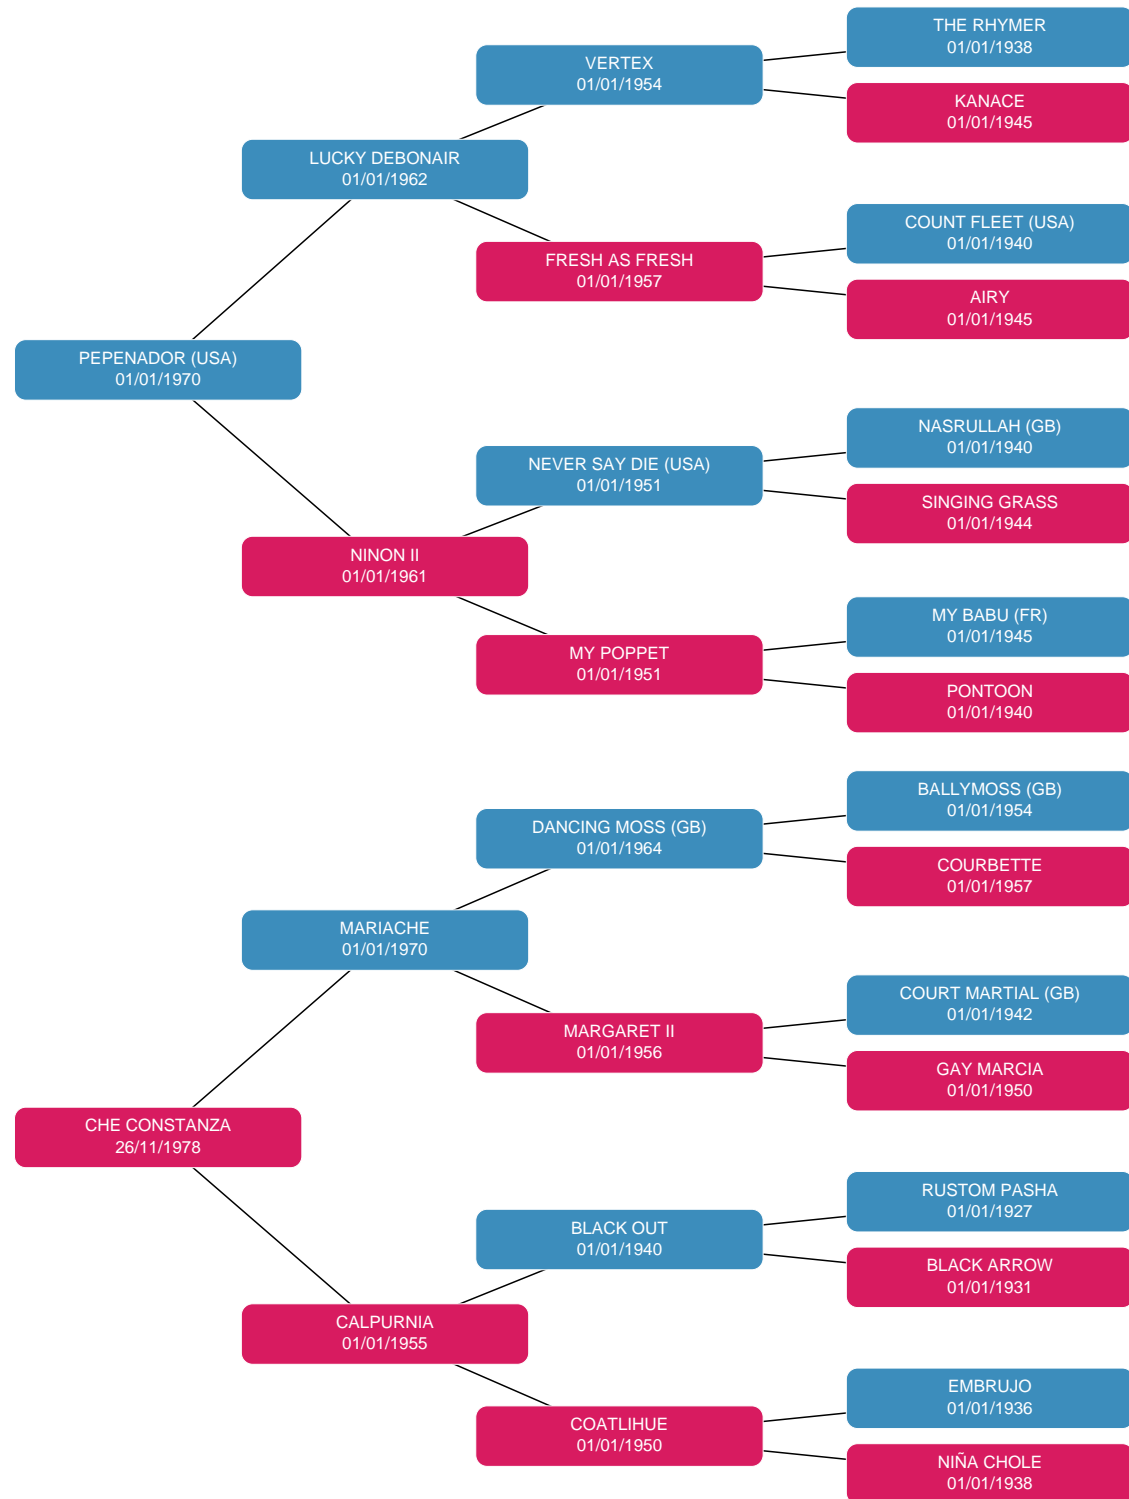 THE RHYMER
01/01/1938
VERTEX
01/01/1954
KANACE
01/01/1945
LUCKY DEBONAIR
01/01/1962
COUNT FLEET (USA)
01/01/1940
FRESH AS FRESH
01/01/1957
AIRY
01/01/1945
PEPENADOR (USA)
01/01/1970
NASRULLAH (GB)
01/01/1940
NEVER SAY DIE (USA)
01/01/1951
SINGING GRASS
01/01/1944
NINON II
01/01/1961
MY BABU (FR)
01/01/1945
MY POPPET
01/01/1951
PONTOON
01/01/1940
BALLYMOSS (GB)
01/01/1954
DANCING MOSS (GB)
01/01/1964
COURBETTE
01/01/1957
MARIACHE
01/01/1970
COURT MARTIAL (GB)
01/01/1942
MARGARET II
01/01/1956
GAY MARCIA
01/01/1950
CHE CONSTANZA
26/11/1978
RUSTOM PASHA
01/01/1927
BLACK OUT
01/01/1940
BLACK ARROW
01/01/1931
CALPURNIA
01/01/1955
EMBRUJO
01/01/1936
COATLIHUE
01/01/1950
NIÑA CHOLE
01/01/1938